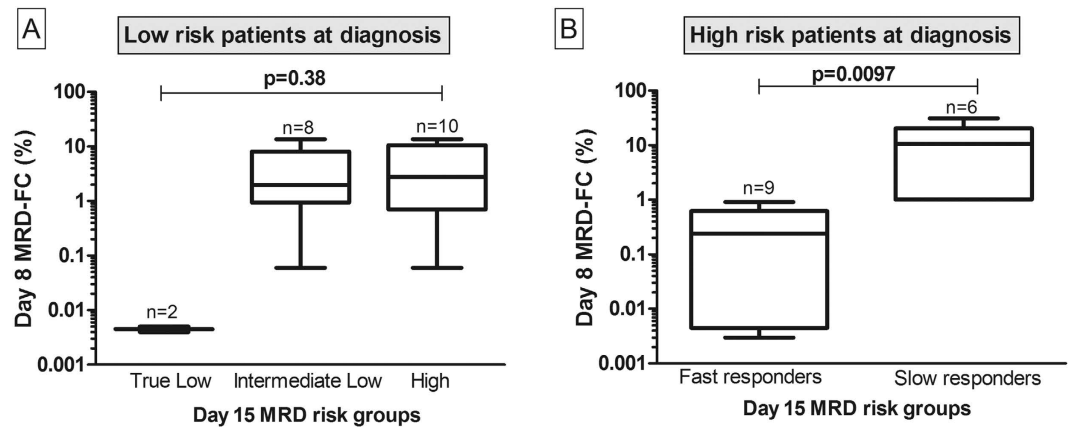 A
Low risk patients at diagnosis
p=0.38
100
10
1
0.1
0.01
0.001
Day 8 MRD-FC (%)
n=2
n=8
n=10
True Low
Intermediate Low
High
Day 15 MRD risk groups
B
High risk patients at diagnosis
p=0.0097
100
10
1
0.1
0.01
0.001
Day 8 MRD-FC (%)
n=9
n=6
Fast responders
Slow responders
Day 15 MRD risk groups